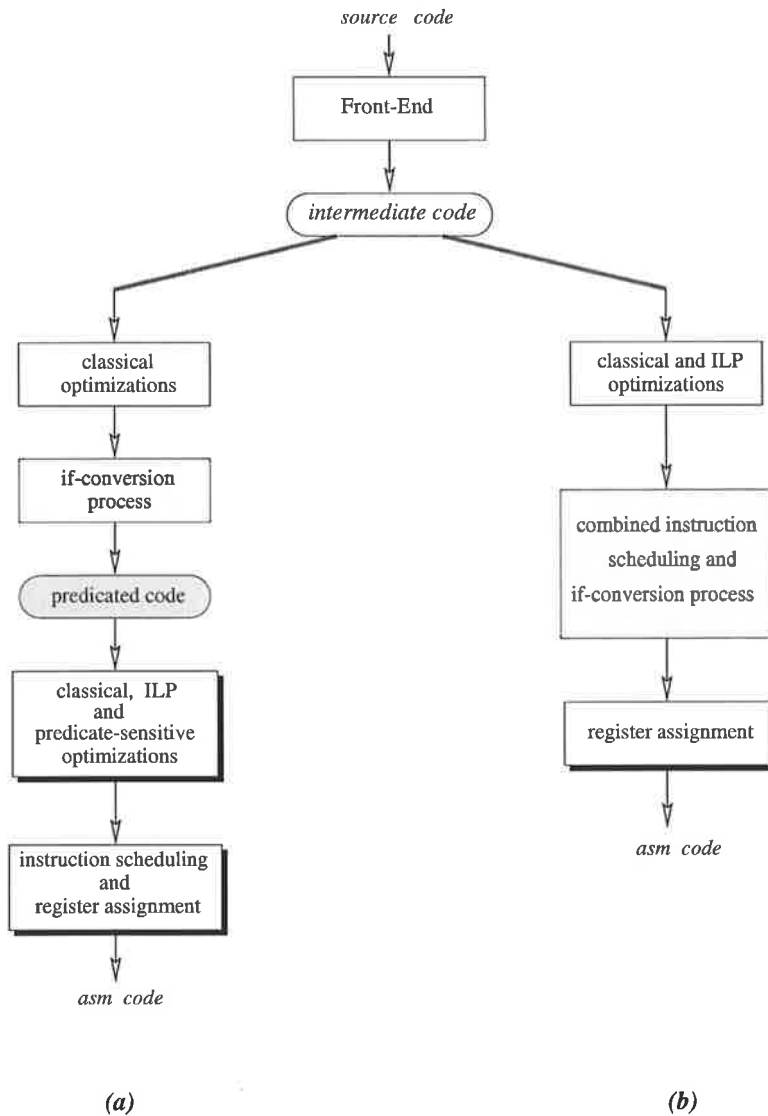 source code
Front-End
intermediate code
classical
optimizations
if-conversion
process
predicated code
classical, ILP
and
predicate-sensitive
optimizations
instruction scheduling
and
register assignment
asm code
(a)
classical and ILP
optimizations
combined instruction
scheduling and
if-conversion process
register assignment
asm code
(b)